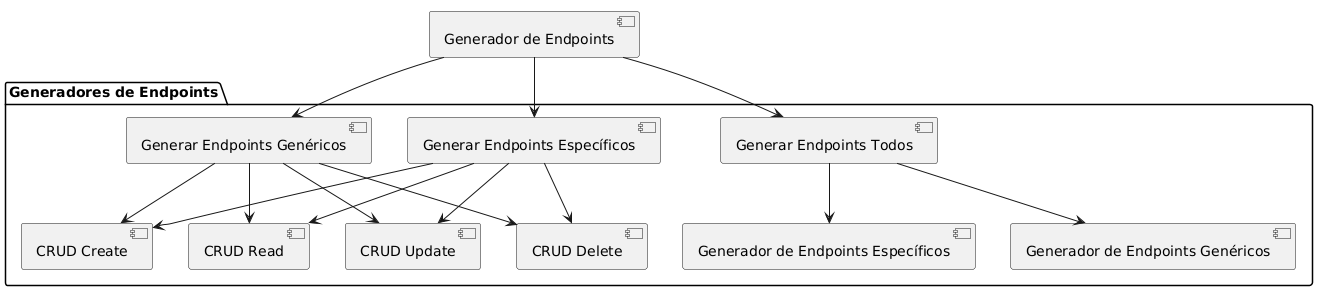 Generador de Endpoints
Generadores de Endpoints
Generar Endpoints Genéricos
Generar Endpoints Específicos
Generar Endpoints Todos
CRUD Create
CRUD Read
CRUD Update
CRUD Delete
Generador de Endpoints Específicos
Generador de Endpoints Genéricos